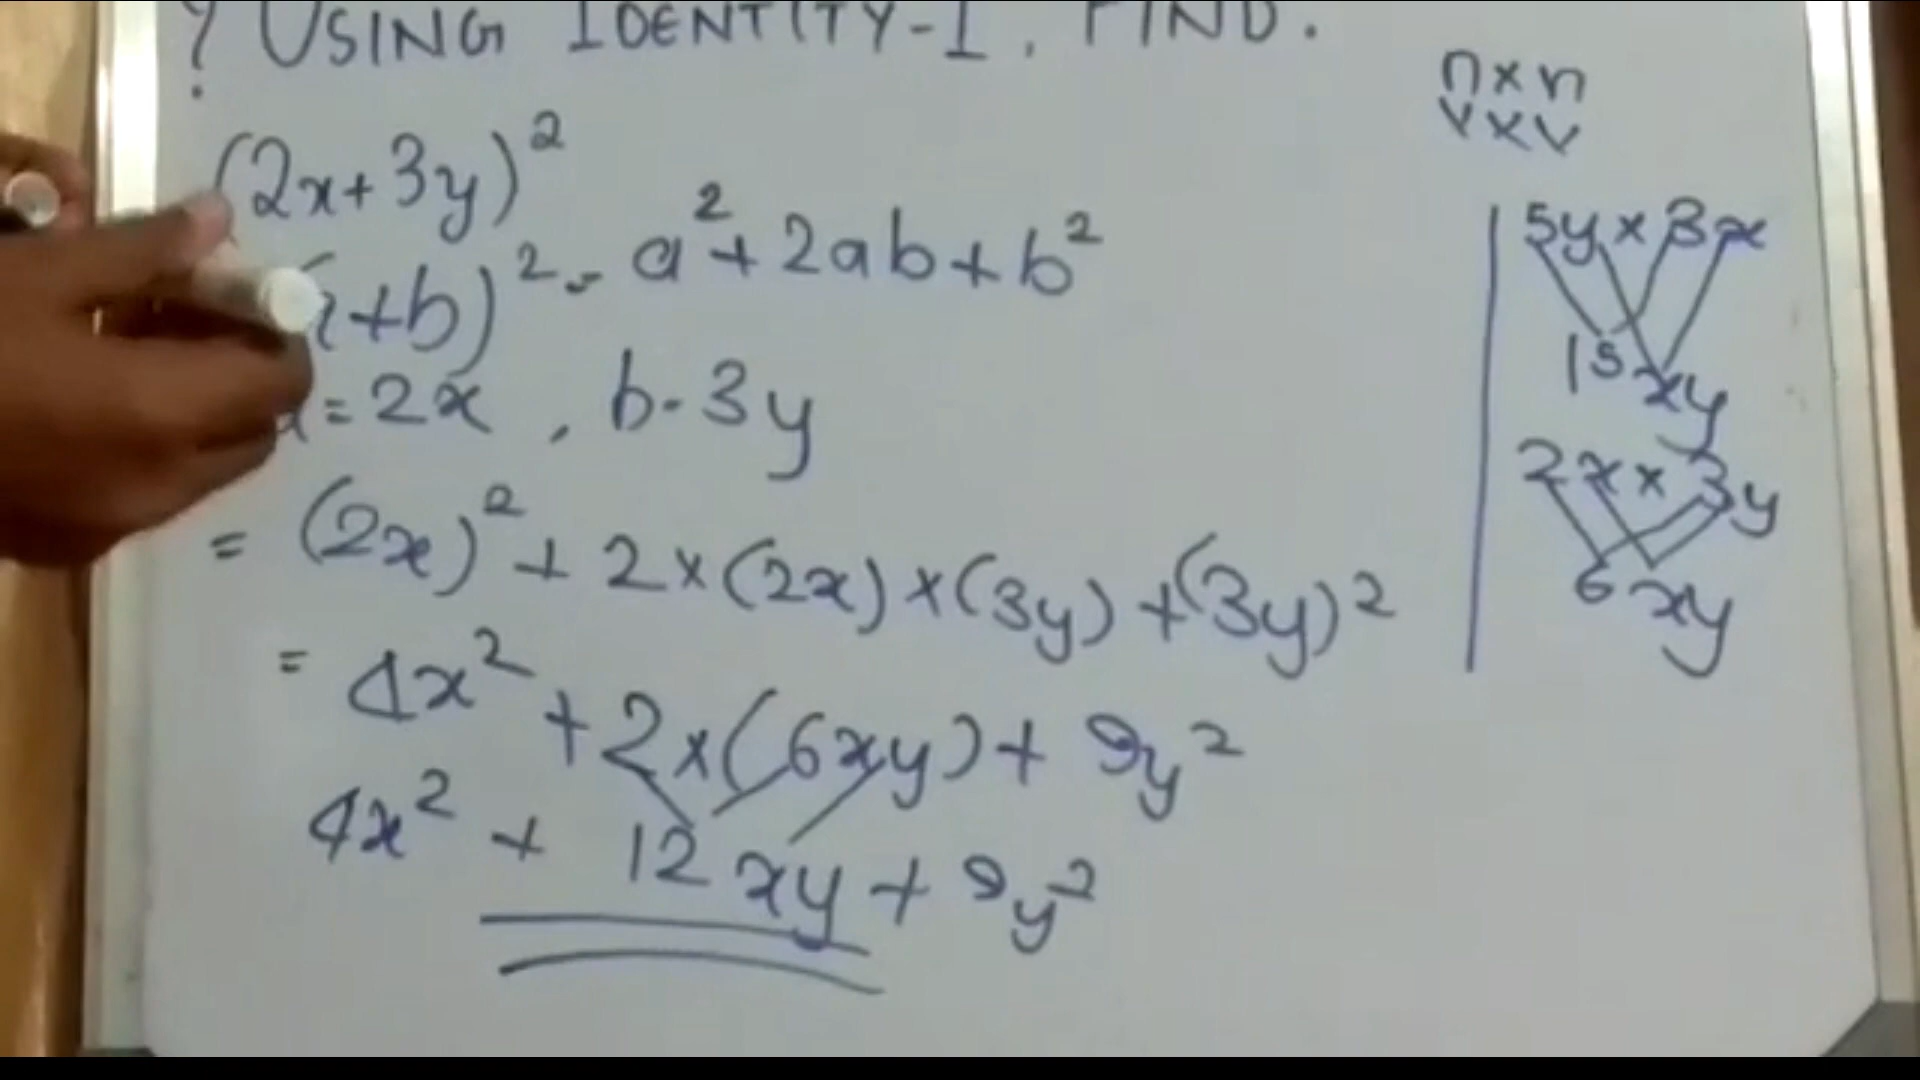 ? USING IDENTITY-I. FIND.
(2x+3y)²
(a+b)² = a²+2ab+b²
a=2x, b=3y
= (2x)²+2×(2x)×(3y)+(3y)²
= 4x²+2×(6xy)+9y²
4x²+12xy+9y²
n×n
v×v
5y×3x
15xy
2x×3y
6xy